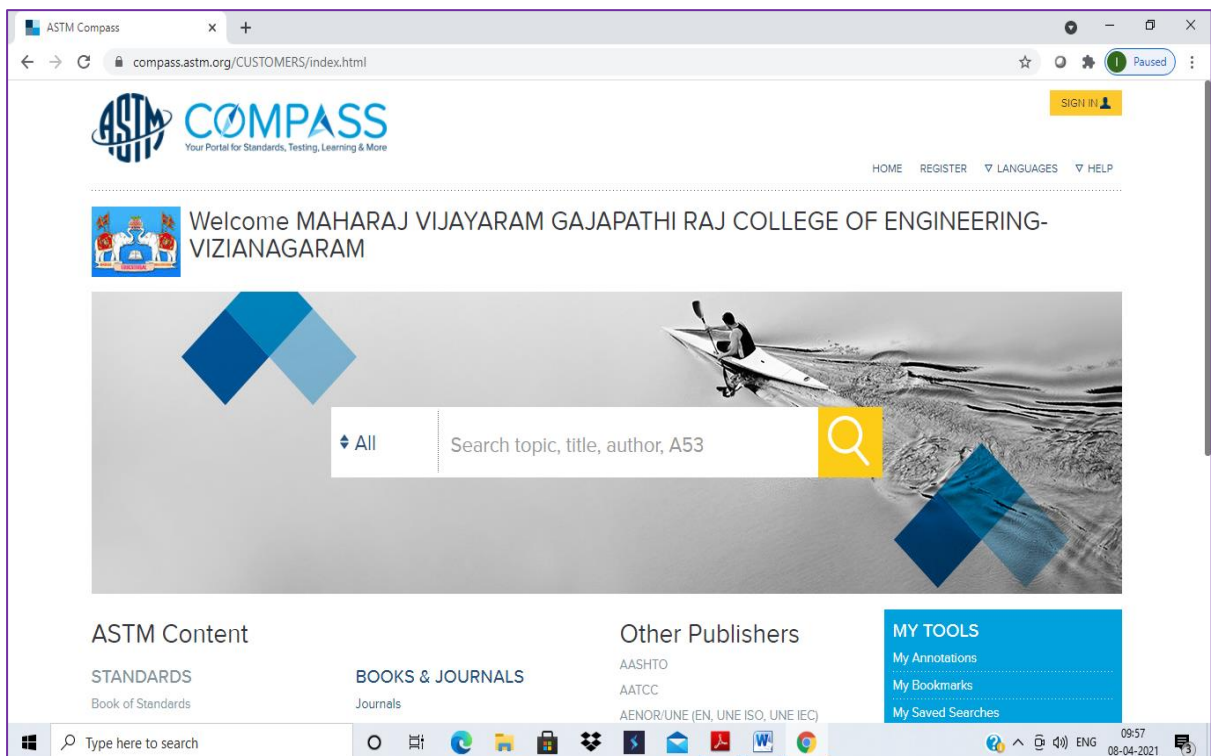 ASTM Compass
compass.astm.org/CUSTOMERS/index.html
Paused
SIGN IN
ASTM COMPASS
Your Portal for Standards, Testing, Learning & More
HOME REGISTER LANGUAGES HELP
Welcome MAHARAJ VIJAYARAM GAJAPATHI RAJ COLLEGE OF ENGINEERING-
VIZIANAGARAM
All
Search topic, title, author, A53
ASTM Content
STANDARDS
Book of Standards
BOOKS & JOURNALS
Journals
Other Publishers
AASHTO
AATCC
AENOR/UNE (EN, UNE ISO, UNE IEC)
MY TOOLS
My Annotations
My Bookmarks
My Saved Searches
Type here to search
ENG
09:57
08-04-2021
3